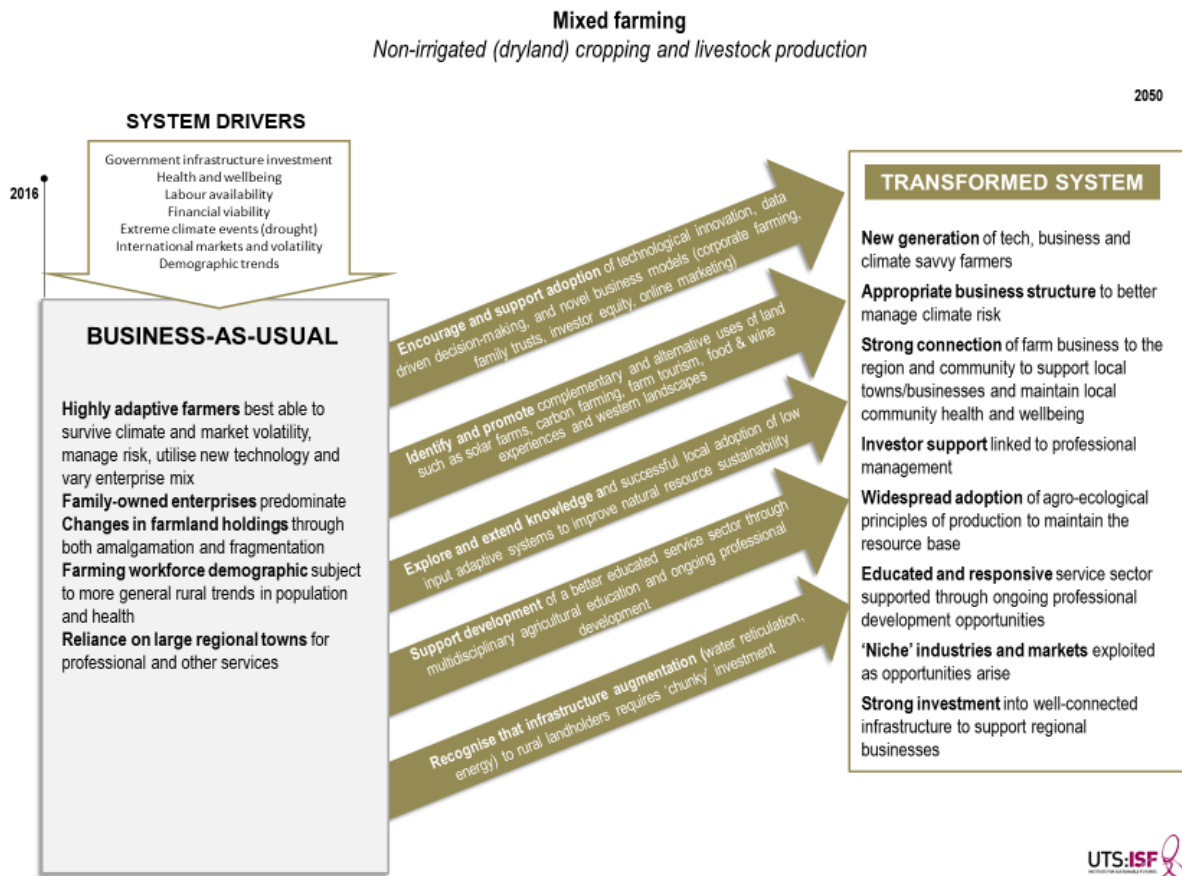 Mixed farming
Non-irrigated (dryland) cropping and livestock production
2050
SYSTEM DRIVERS
Government infrastructure investment
Health and wellbeing
Labour availability
Financial viability
Extreme climate events (drought)
International markets and volatility
Demographic trends
2016
BUSINESS-AS-USUAL
Highly adaptive farmers best able to
survive climate and market volatility,
manage risk, utilise new technology and
vary enterprise mix
Family-owned enterprises predominate
Changes in farmland holdings through
both amalgamation and fragmentation
Farming workforce demographic subject
to more general rural trends in population
and health
Reliance on large regional towns for
professional and other services
Encourage and support adoption of technological innovation, data
driven decision-making, and novel business models (corporate farming,
family trusts, investor equity, online marketing)
Identify and promote complementary and alternative uses of land
such as solar farms, carbon farming, farm tourism, food & wine
experiences and western landscapes
Explore and extend knowledge and successful local adoption of low
input adaptive systems to improve natural resource sustainability
Support development of a better educated service sector through
multidisciplinary agricultural education and ongoing professional
development
Recognise that infrastructure augmentation (water reticulation,
energy) to rural landholders requires 'chunky' investment
TRANSFORMED SYSTEM
New generation of tech, business and
climate savvy farmers
Appropriate business structure to better
manage climate risk
Strong connection of farm business to the
region and community to support local
towns/businesses and maintain local
community health and wellbeing
Investor support linked to professional
management
Widespread adoption of agro-ecological
principles of production to maintain the
resource base
Educated and responsive service sector
supported through ongoing professional
development opportunities
'Niche' industries and markets exploited
as opportunities arise
Strong investment into well-connected
infrastructure to support regional
businesses
UTS:ISF
INSTITUTE FOR SUSTAINABLE FUTURES